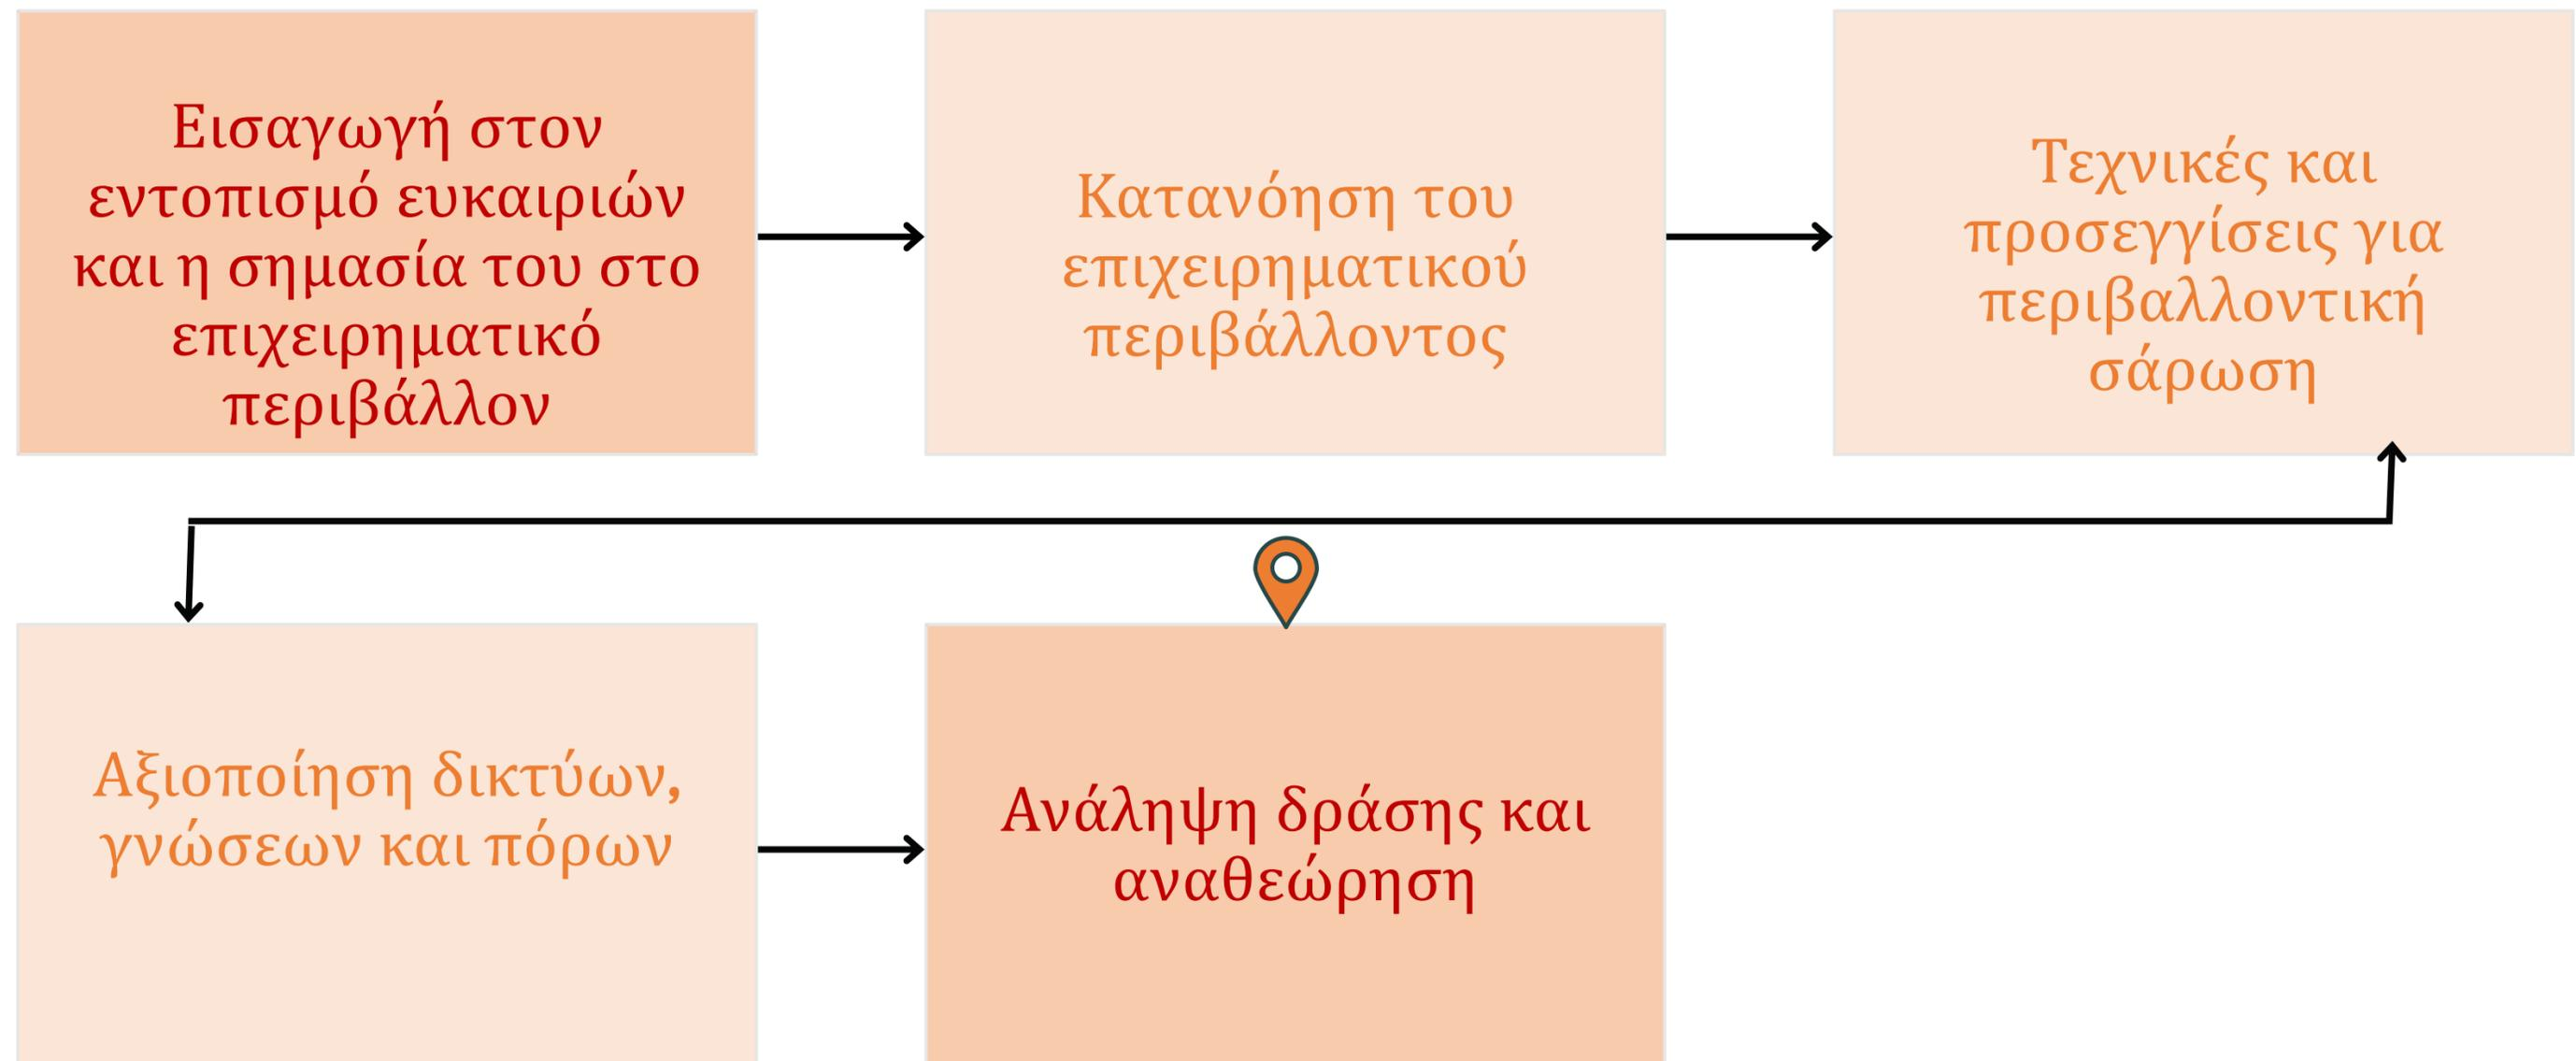 Εισαγωγή στον
εντοπισμό ευκαιριών
και η σημασία του στο
επιχειρηματικό
περιβάλλον
Κατανόηση του
επιχειρηματικού
περιβάλλοντος
Τεχνικές και
προσεγγίσεις για
περιβαλλοντική
σάρωση
Αξιοποίηση δικτύων,
γνώσεων και πόρων
Ανάληψη δράσης και
αναθεώρηση